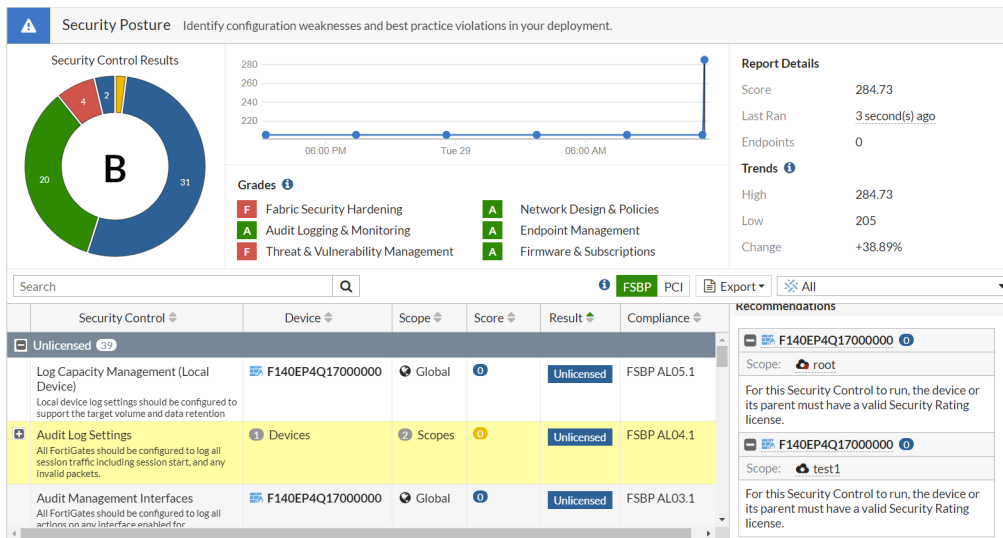 Security Posture Identify configuration weaknesses and best practice violations in your deployment.
Security Control Results
4
2
20
31
B
280
260
240
220
06:00 PM Tue 29 06:00 AM
Grades
F Fabric Security Hardening
A Audit Logging & Monitoring
F Threat & Vulnerability Management
A Network Design & Policies
A Endpoint Management
A Firmware & Subscriptions
Report Details
Score 284.73
Last Ran 3 second(s) ago
Endpoints 0
Trends
High 284.73
Low 205
Change +38.89%
Search
FSBP PCI Export All
Security Control Device Scope Score Result Compliance
Unlicensed 39
Log Capacity Management (Local
Device)
Local device log settings should be configured to
support the target volume and data retention
F140EP4Q17000000 Global 0 Unlicensed FSBP AL05.1
Audit Log Settings
All FortiGates should be configured to log all
session traffic including session start, and any
invalid packets.
1 Devices 2 Scopes 0 Unlicensed FSBP AL04.1
Audit Management Interfaces
All FortiGates should be configured to log all
actions on any interface enabled for
F140EP4Q17000000 Global 0 Unlicensed FSBP AL03.1
Recommendations
F140EP4Q17000000 0
Scope: root
For this Security Control to run, the device or
its parent must have a valid Security Rating
license.
F140EP4Q17000000 0
Scope: test1
For this Security Control to run, the device or
its parent must have a valid Security Rating
license.